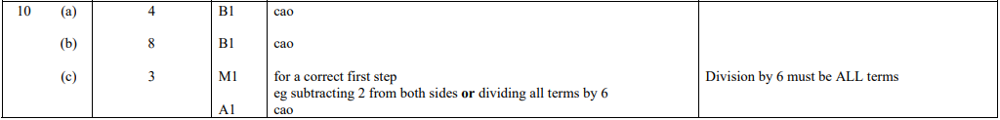 10 (a) 4 B1 cao
(b) 8 B1 cao
(c) 3 M1 for a correct first step Division by 6 must be ALL terms
eg subtracting 2 from both sides or dividing all terms by 6
A1 cao